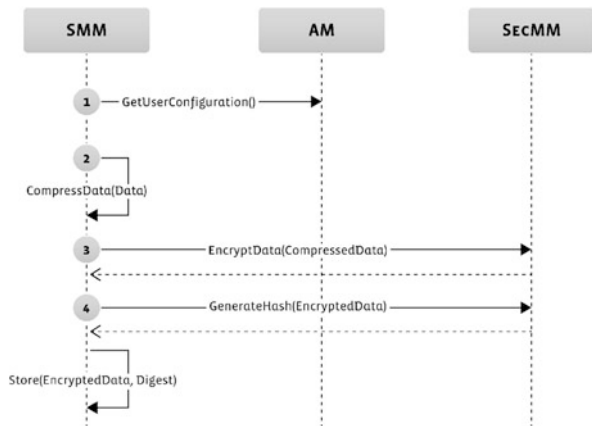 SMM AM SECMM
1 GetUserConfiguration()
2
CompressData(Data)
3 EncryptData(CompressedData)
4 GenerateHash(EncryptedData)
Store(EncryptedData, Digest)